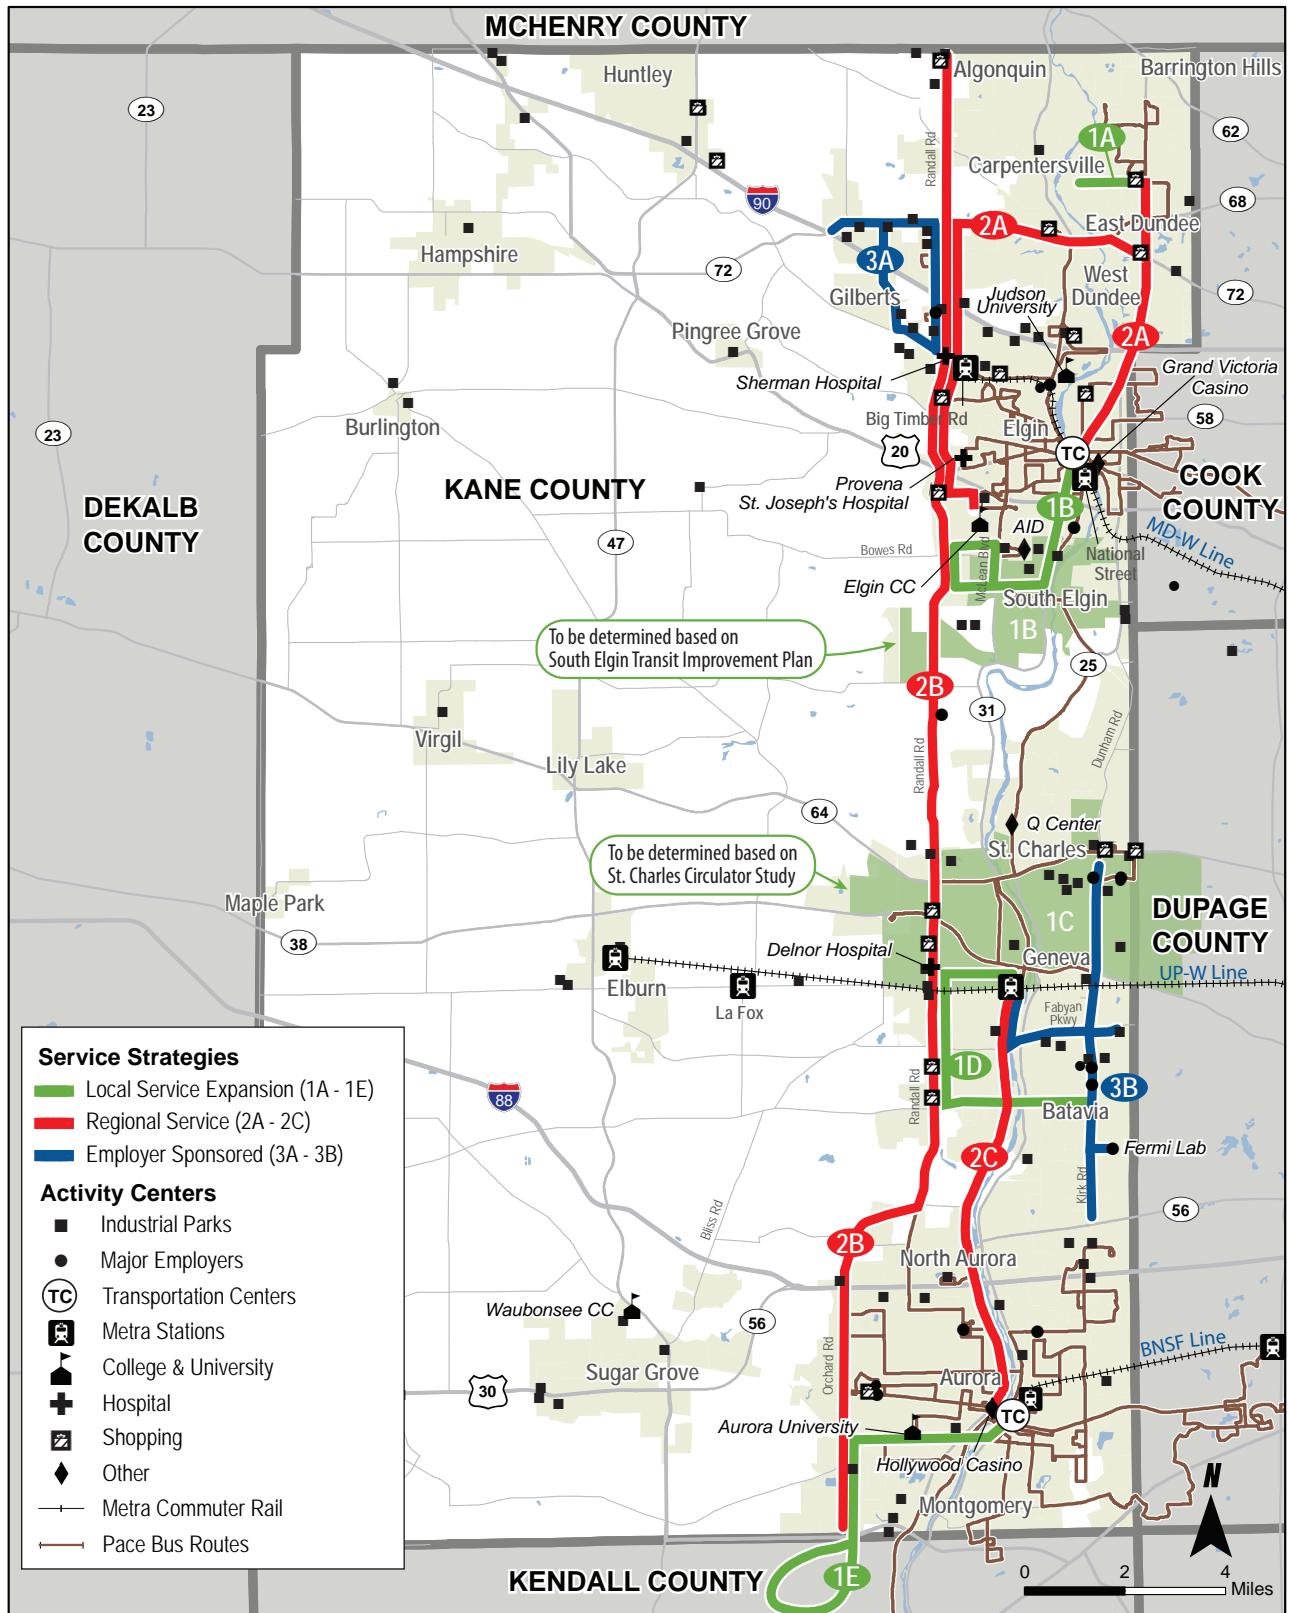 MCHENRY COUNTY
Huntley
Algonquin
Barrington Hills
23
62
Randall Rd
1A
Carpentersville
90
68
2A
East Dundee
Hampshire
3A
72
West
Dundee
72
Gilberts
Judson
University
Pingree Grove
2A
Sherman Hospital
Grand Victoria
Casino
Big Timber Rd
58
Burlington
Elgin
23
20
TC
KANE COUNTY
Provena
St. Joseph's Hospital
COOK
COUNTY
DEKALB
COUNTY
1B
AID
47
Bowes Rd
McLean Blvd
National
Street
MD-W Line
Elgin CC
South Elgin
To be determined based on
South Elgin Transit Improvement Plan
1B
25
2B
31
Virgil
Dunham Rd
Lily Lake
Randall Rd
64
Q Center
To be determined based on
St. Charles Circulator Study
St. Charles
Maple Park
1C
DUPAGE
COUNTY
38
Delnor Hospital
Geneva
UP-W Line
Elburn
La Fox
Fabyan
Pkwy
Service Strategies
Local Service Expansion (1A - 1E)
Regional Service (2A - 2C)
Employer Sponsored (3A - 3B)
Activity Centers
Industrial Parks
Major Employers
TC
Transportation Centers
Metra Stations
College & University
Hospital
Shopping
Other
Metra Commuter Rail
Pace Bus Routes
1D
88
Randall Rd
3B
Batavia
2C
Fermi Lab
Kirk Rd
Bliss Rd
56
2B
North Aurora
Waubonsee CC
56
BNSF Line
Orchard Rd
Sugar Grove
Aurora
30
TC
Aurora University
Hollywood Casino
Montgomery
N
KENDALL COUNTY
1E
0
2
4
Miles